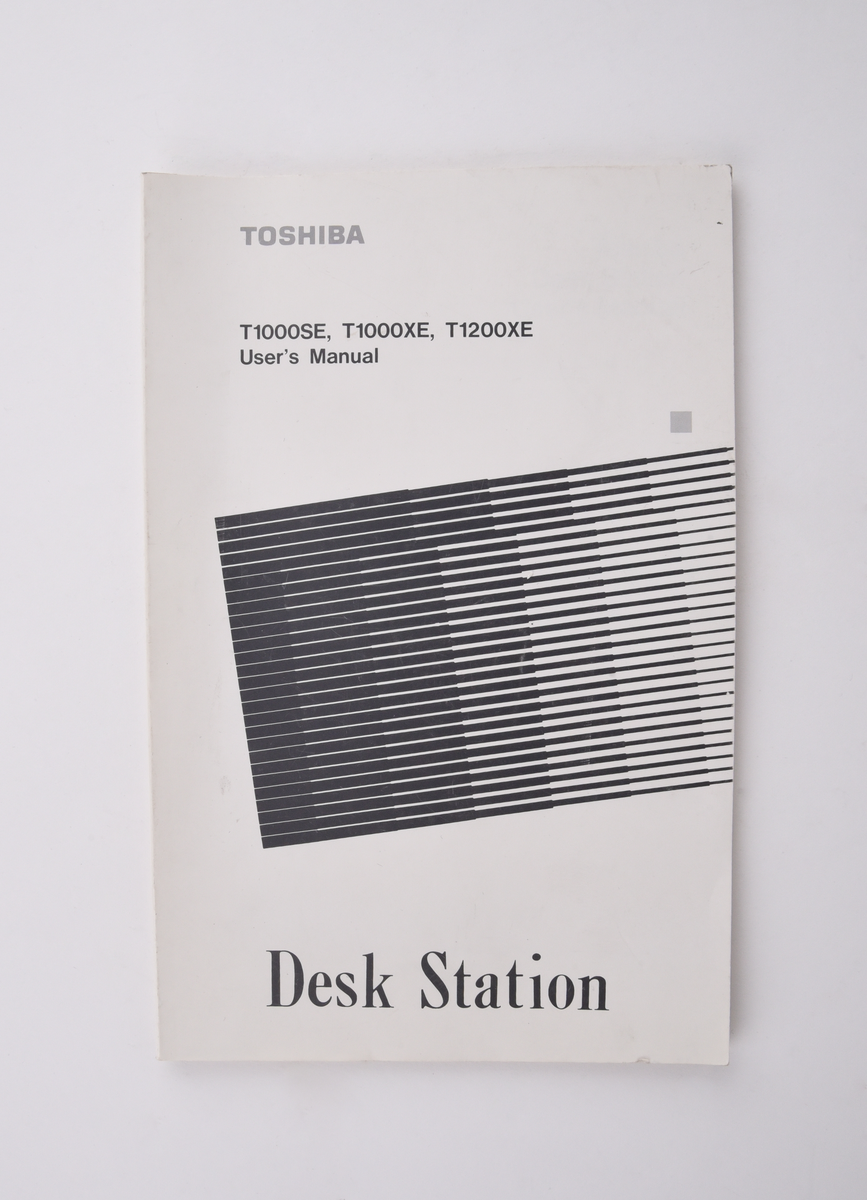 TOSHIBA
T1000SE, T1000XE, T1200XE
User's Manual
Desk Station